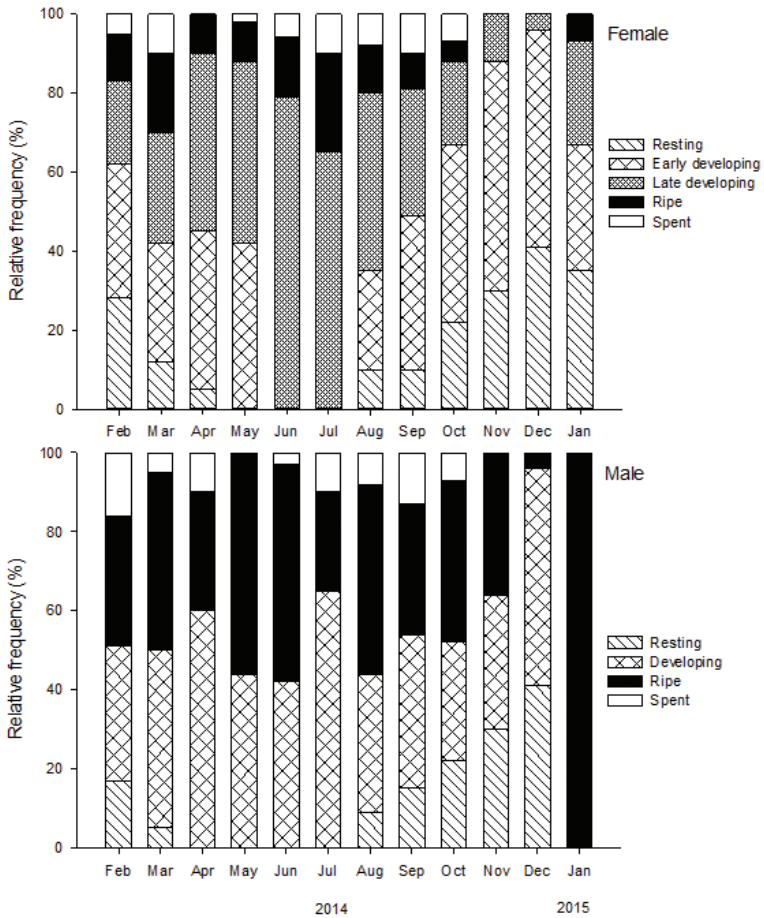 Female
Relative frequency (%)
100
80
60
40
20
0
Resting
Early developing
Late developing
Ripe
Spent
Feb Mar Apr May Jun Jul Aug Sep Oct Nov Dec Jan
Male
Relative frequency (%)
100
80
60
40
20
0
Resting
Developing
Ripe
Spent
Feb Mar Apr May Jun Jul Aug Sep Oct Nov Dec Jan
2014 2015